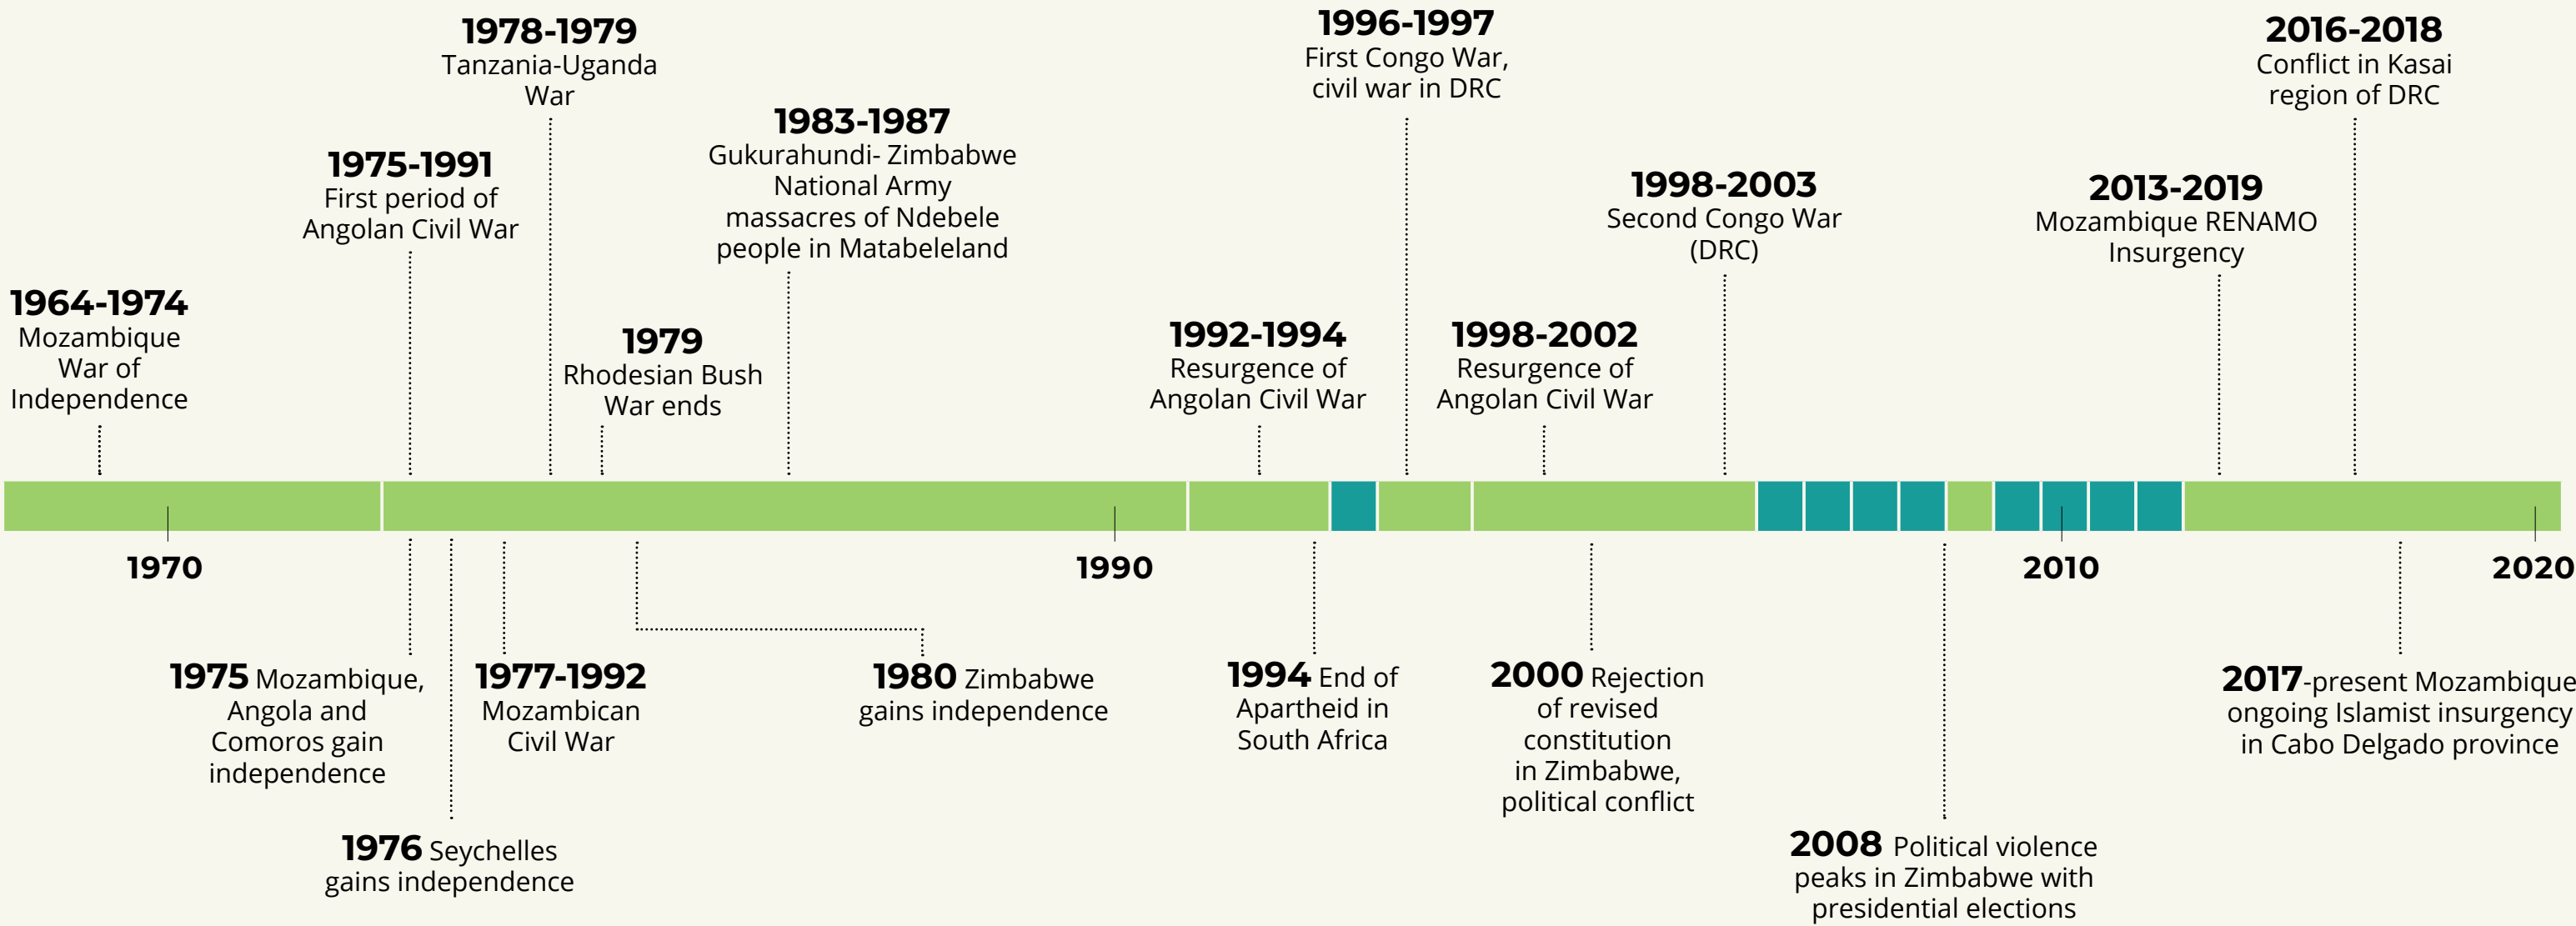 1964-1974
Mozambique
War of
Independence
1975-1991
First period of
Angolan Civil War
1978-1979
Tanzania-Uganda
War
1979
Rhodesian Bush
War ends
1983-1987
Gukurahundi- Zimbabwe
National Army
massacres of Ndebele
people in Matabeleland
1992-1994
Resurgence of
Angolan Civil War
1996-1997
First Congo War,
civil war in DRC
1998-2002
Resurgence of
Angolan Civil War
1998-2003
Second Congo War
(DRC)
2013-2019
Mozambique RENAMO
Insurgency
2016-2018
Conflict in Kasai
region of DRC
1970
1990
2010
2020
1975 Mozambique,
Angola and
Comoros gain
independence
1976 Seychelles
gains independence
1977-1992
Mozambican
Civil War
1980 Zimbabwe
gains independence
1994 End of
Apartheid in
South Africa
2000 Rejection
of revised
constitution
in Zimbabwe,
political conflict
2008 Political violence
peaks in Zimbabwe with
presidential elections
2017-present Mozambique
ongoing Islamist insurgency
in Cabo Delgado province